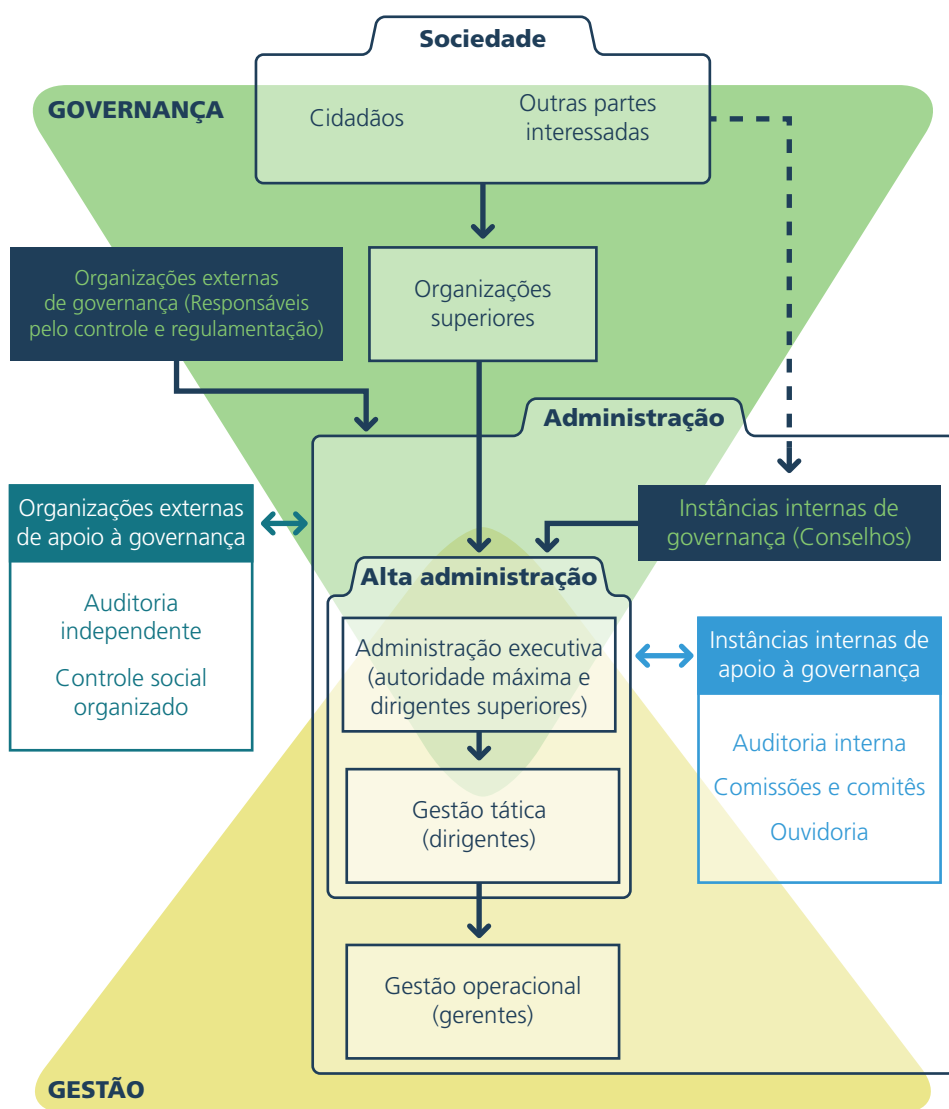 Sociedade
GOVERNANÇA
Cidadãos
Outras partes
interessadas
Organizações externas
de governança (Responsáveis
pelo controle e regulamentação)
Organizações
superiores
Administração
Organizações externas
de apoio à governança
Auditoria
independente
Controle social
organizado
Instâncias internas de
governança (Conselhos)
Alta administração
Administração executiva
(autoridade máxima e
dirigentes superiores)
Instâncias internas de
apoio à governança
Auditoria interna
Comissões e comitês
Ouvidoria
Gestão tática
(dirigentes)
Gestão operacional
(gerentes)
GESTÃO